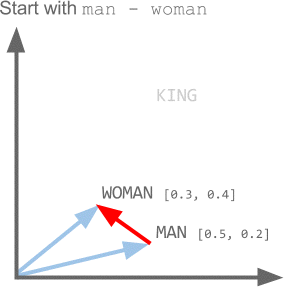 Start with man - woman
KING
WOMAN [0.3, 0.4]
MAN [0.5, 0.2]